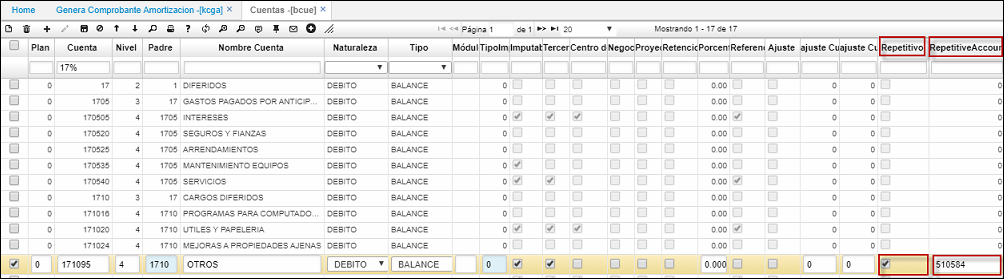 Home Genera Comprobante Amortizacion -[kcga] × Cuentas -[bcue] ×
Página 1 de 1 20 Mostrando 1 - 17 de 17
Plan Cuenta Nivel Padre Nombre Cuenta Naturaleza Tipo Módul TipoIm Imputab Tercer Centro de Negoc Proye Retencio Porcent Referen Ajuste ajuste Cu ajuste Cu Repetitivo RepetitiveAccoun
17%
0 17 2 1 DIFERIDOS DEBITO BALANCE 0 0.00 0 0 0
0 1705 3 17 GASTOS PAGADOS POR ANTICIP... DEBITO BALANCE 0 0.00 0 0 0
0 170505 4 1705 INTERESES DEBITO BALANCE 0 0.00 0 0 0
0 170520 4 1705 SEGUROS Y FIANZAS DEBITO BALANCE 0 0.00 0 0 0
0 170525 4 1705 ARRENDAMIENTOS DEBITO BALANCE 0 0.00 0 0 0
0 170535 4 1705 MANTENIMIENTO EQUIPOS DEBITO BALANCE 0 0.00 0 0 0
0 170540 4 1705 SERVICIOS DEBITO BALANCE 0 0.00 0 0 0
0 1710 3 17 CARGOS DIFERIDOS DEBITO BALANCE 0 0.00 0 0 0
0 171016 4 1710 PROGRAMAS PARA COMPUTADO... DEBITO BALANCE 0 0.00 0 0 0
0 171020 4 1710 UTILES Y PAPELERIA DEBITO BALANCE 0 0.00 0 0 0
0 171024 4 1710 MEJORAS A PROPIEDADES AJENAS DEBITO BALANCE 0 0.00 0 0 0
0 171095 4 1710 OTROS DEBITO BALANCE 0 0.000 0 0 510584